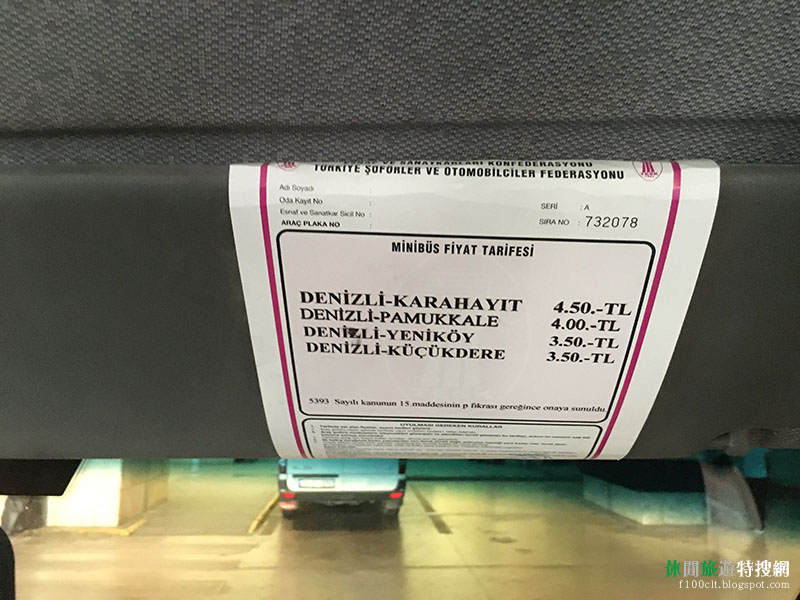 VE SANATKARLARI KONFEDERASYONU
TÜRKİYE ŞOFÖRLER VE OTOMOBİLCİLER FEDERASYONU
Adı Soyadı :
Oda Kayıt No :
Esnaf ve Sanatkar Sicil No :
ARAÇ PLAKA NO
SERİ : A
SIRA NO : 732078
MİNİBÜS FİYAT TARİFESİ
DENİZLİ-KARAHAYIT 4.50.-TL
DENİZLİ-PAMUKKALE 4.00.-TL
DENİZLİ-YENİKÖY 3.50.-TL
DENİZLİ-KÜÇÜKDERE 3.50.-TL
5393 Sayılı kanunun 15.maddesinin p fıkrası gereğince onaya sunuldu.
UYULMASI GEREKEN KURALLAR
休閒旅遊特搜網
f100clt.blogspot.com